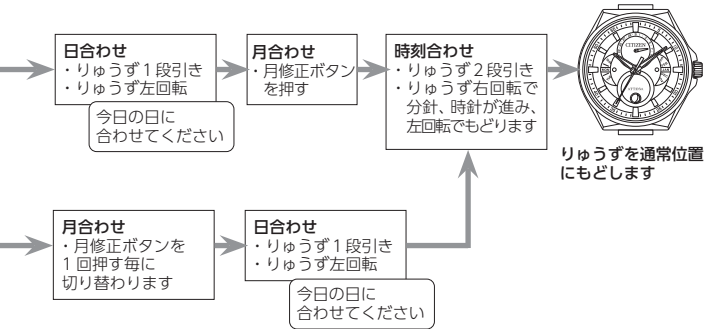 日合わせ
・りゅうず1段引き
・りゅうず左回転
今日の日に
合わせてください
月合わせ
・月修正ボタン
を押す
時刻合わせ
・りゅうず2段引き
・りゅうず右回転で
分針、時針が進み、
左回転でもどります
CITIZEN
りゅうずを通常位置
にもどします
月合わせ
・月修正ボタンを
1回押す毎に
切り替わります
日合わせ
・りゅうず1段引き
・りゅうず左回転
今日の日に
合わせてください